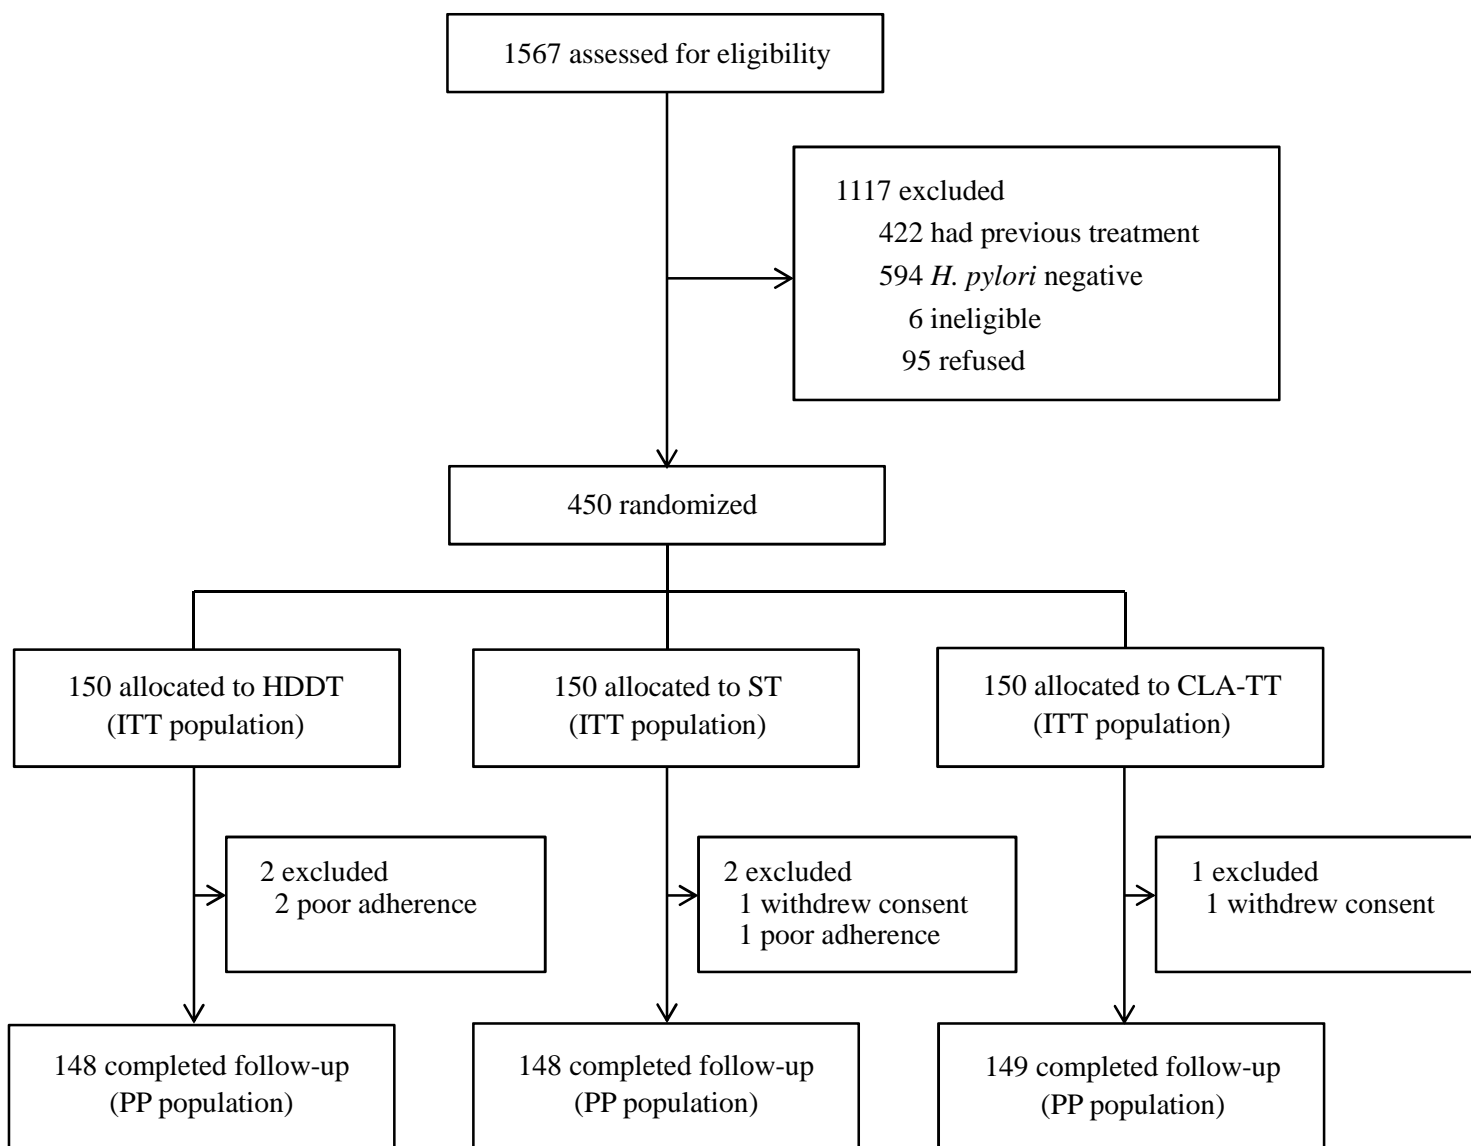 1567 assessed for eligibility
1117 excluded
422 had previous treatment
594 H. pylori negative
6 ineligible
95 refused
450 randomized
150 allocated to HDDT
(ITT population)
150 allocated to ST
(ITT population)
150 allocated to CLA-TT
(ITT population)
2 excluded
2 poor adherence
2 excluded
1 withdrew consent
1 poor adherence
1 excluded
1 withdrew consent
148 completed follow-up
(PP population)
148 completed follow-up
(PP population)
149 completed follow-up
(PP population)